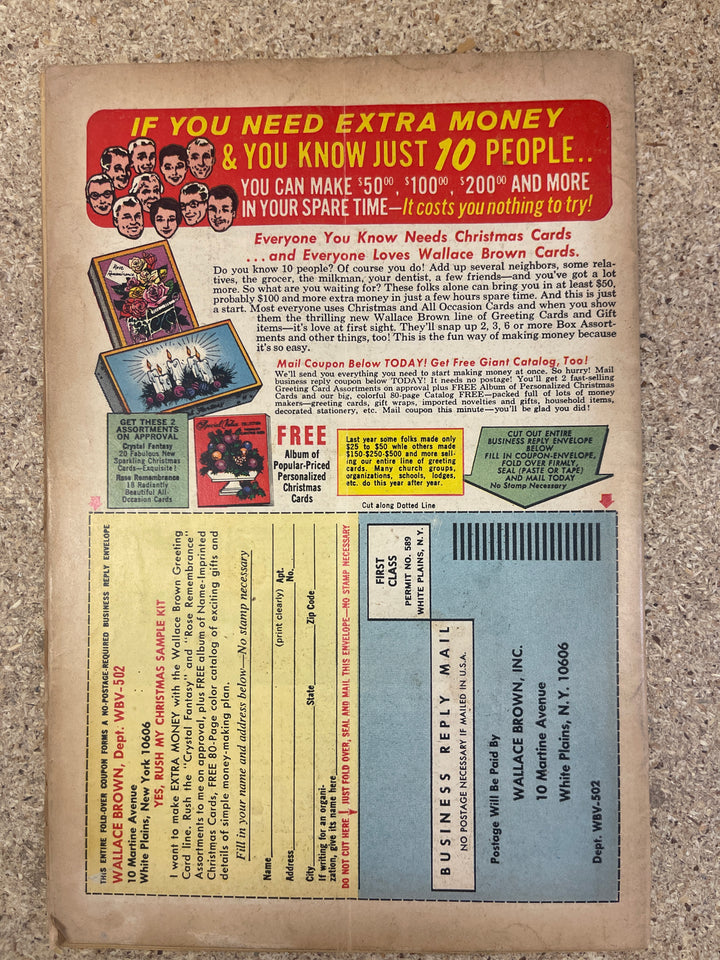 IF YOU NEED EXTRA MONEY
& YOU KNOW JUST 10 PEOPLE..
YOU CAN MAKE $50.00, $100.00, $200.00 AND MORE
IN YOUR SPARE TIME—It costs you nothing to try!
Everyone You Know Needs Christmas Cards
...and Everyone Loves Wallace Brown Cards.
Do you know 10 people? Of course you do! Add up several neighbors, some rela-
tives, the grocer, the milkman, your dentist, a few friends—and you've got a lot
more. So what are you waiting for? These folks alone can bring you in at least $50,
probably $100 and more extra money in just a few hours spare time. And this is just
a start. Most everyone uses Christmas and All Occasion Cards and when you show
them the thrilling new Wallace Brown line of Greeting Cards and Gift
items—it's love at first sight. They'll snap up 2, 3, 6 or more Box Assort-
ments and other things, too! This is the fun way of making money because
it's so easy.
Mail Coupon Below TODAY! Get Free Giant Catalog, Too!
We'll send you everything you need to start making money at once. So hurry! Mail
business reply coupon below TODAY! It needs no postage! You'll get 2 fast-selling
Greeting Card Assortments on approval plus FREE Album of Personalized Christmas
Cards and our big, colorful 80-page Catalog FREE—packed full of lots of money
makers—greeting cards, gift wraps, imported novelties and gifts, household items,
decorated stationery, etc. Mail coupon this minute—you'll be glad you did!
Rose Remembrance
GET THESE 2
ASSORTMENTS
ON APPROVAL
Crystal Fantasy
20 Fabulous New
Sparkling Christmas
Cards—Exquisite!
Rose Remembrance
18 Radiantly
Beautiful All
Occasion Cards
Special Value COLLECTION
FREE
Album of
Popular-Priced
Personalized
Christmas
Cards
Last year some folks made only
$25 to $50 while others made
$150-$250-$500 and more sell-
ing our entire line of greeting
cards. Many church groups,
organizations, schools, lodges,
etc. do this year after year.
CUT OUT ENTIRE
BUSINESS REPLY ENVELOPE
BELOW
FILL IN COUPON-ENVELOPE,
FOLD OVER FIRMLY,
SEAL (PASTE OR TAPE)
AND MAIL TODAY
No Stamp Necessary
Cut along Dotted Line
THIS ENTIRE FOLD-OVER COUPON FORMS A NO-POSTAGE-REQUIRED BUSINESS REPLY ENVELOPE
WALLACE BROWN, Dept. WBV-502
10 Martine Avenue
White Plains, New York 10606
YES, RUSH MY CHRISTMAS SAMPLE KIT
I want to make EXTRA MONEY with the Wallace Brown Greeting
Card line. Rush the "Crystal Fantasy" and "Rose Remembrance"
Assortments to me on approval, plus FREE album of Name-Imprinted
Christmas Cards, FREE 80-Page color catalog of exciting gifts and
details of simple money-making plan.
Fill in your name and address below—No stamp necessary
Name
(print clearly) Apt.
Address No.
City State Zip Code
If writing for an organi-
zation, give its name here
DO NOT CUT HERE JUST FOLD OVER, SEAL AND MAIL THIS ENVELOPE—NO STAMP NECESSARY
FIRST
CLASS
PERMIT NO. 589
WHITE PLAINS, N.Y.
BUSINESS REPLY MAIL
NO POSTAGE NECESSARY IF MAILED IN U.S.A.
Postage Will Be Paid By
WALLACE BROWN, INC.
10 Martine Avenue
White Plains, N.Y. 10606
Dept. WBV-502